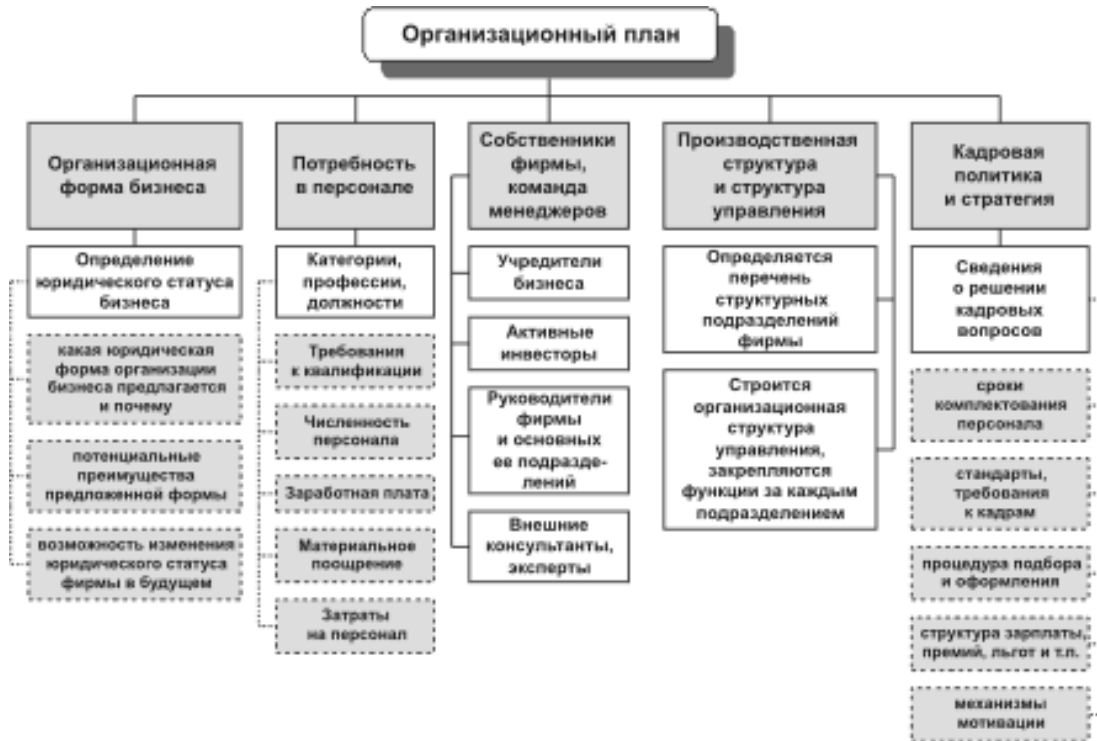 Организационный план
Организационная
форма бизнеса
Определение
юридического статуса
бизнеса
какая юридическая
форма организации
бизнеса предлагается
и почему
потенциальные
преимущества
предложенной формы
возможность изменения
юридического статуса
фирмы в будущем
Потребность
в персонале
Категории,
профессии,
должности
Требования
к квалификации
Численность
персонала
Заработная плата
Материальное
поощрение
Затраты
на персонал
Собственники
фирмы,
команда
менеджеров
Учредители
бизнеса
Активные
инвесторы
Руководители
фирмы
и основных
ее подразде-
лений
Внешние
консультанты,
эксперты
Производственная
структура
и структура
управления
Определяется
перечень
структурных
подразделений
фирмы
Строится
организационная
структура
управления,
закрепляются
функции за каждым
подразделением
Кадровая
политика
и стратегия
Сведения
о решении
кадровых
вопросов
сроки
комплектования
персонала
стандарты,
требования
к кадрам
процедура подбора
и оформления
структура зарплаты,
премий, льгот и т.п.
механизмы
мотивации